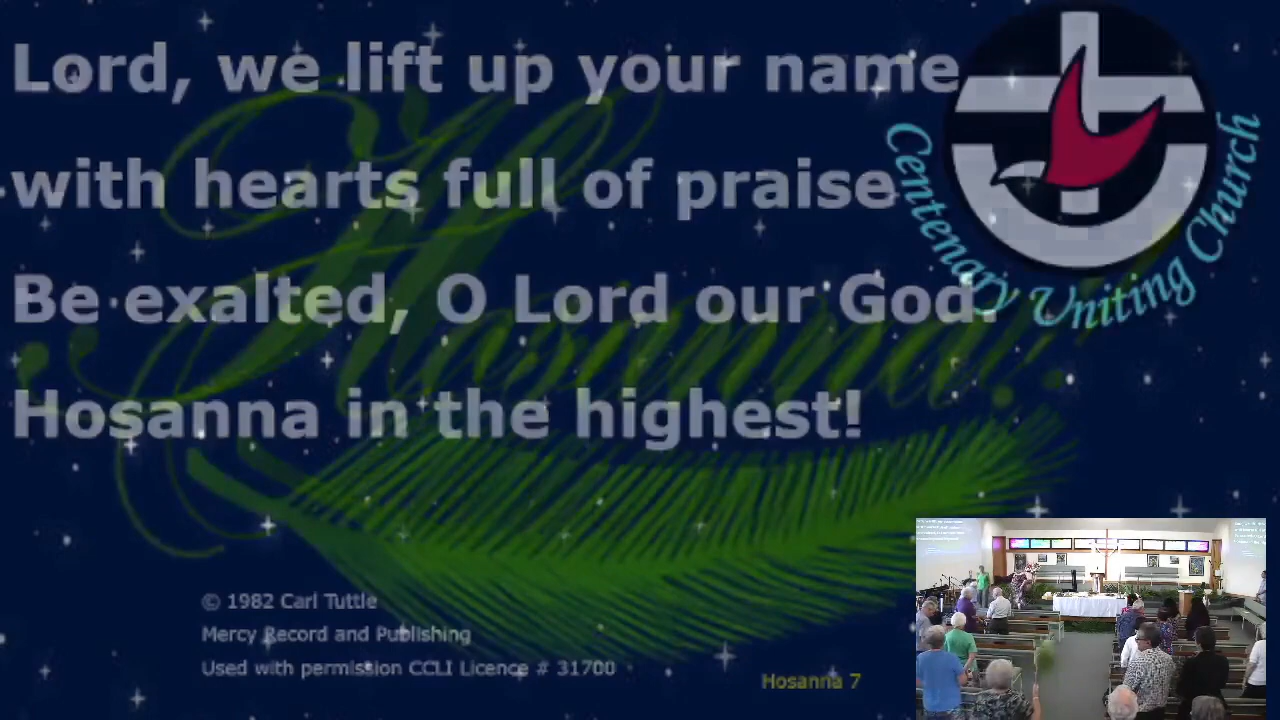 Lord, we lift up your name
with hearts full of praise
Be exalted, O Lord our God.
Hosanna in the highest!
Centenary Uniting Church
Hosanna!
© 1982 Carl Tuttle
Mercy Record and Publishing
Used with permission CCLI Licence # 31700
Hosanna 7